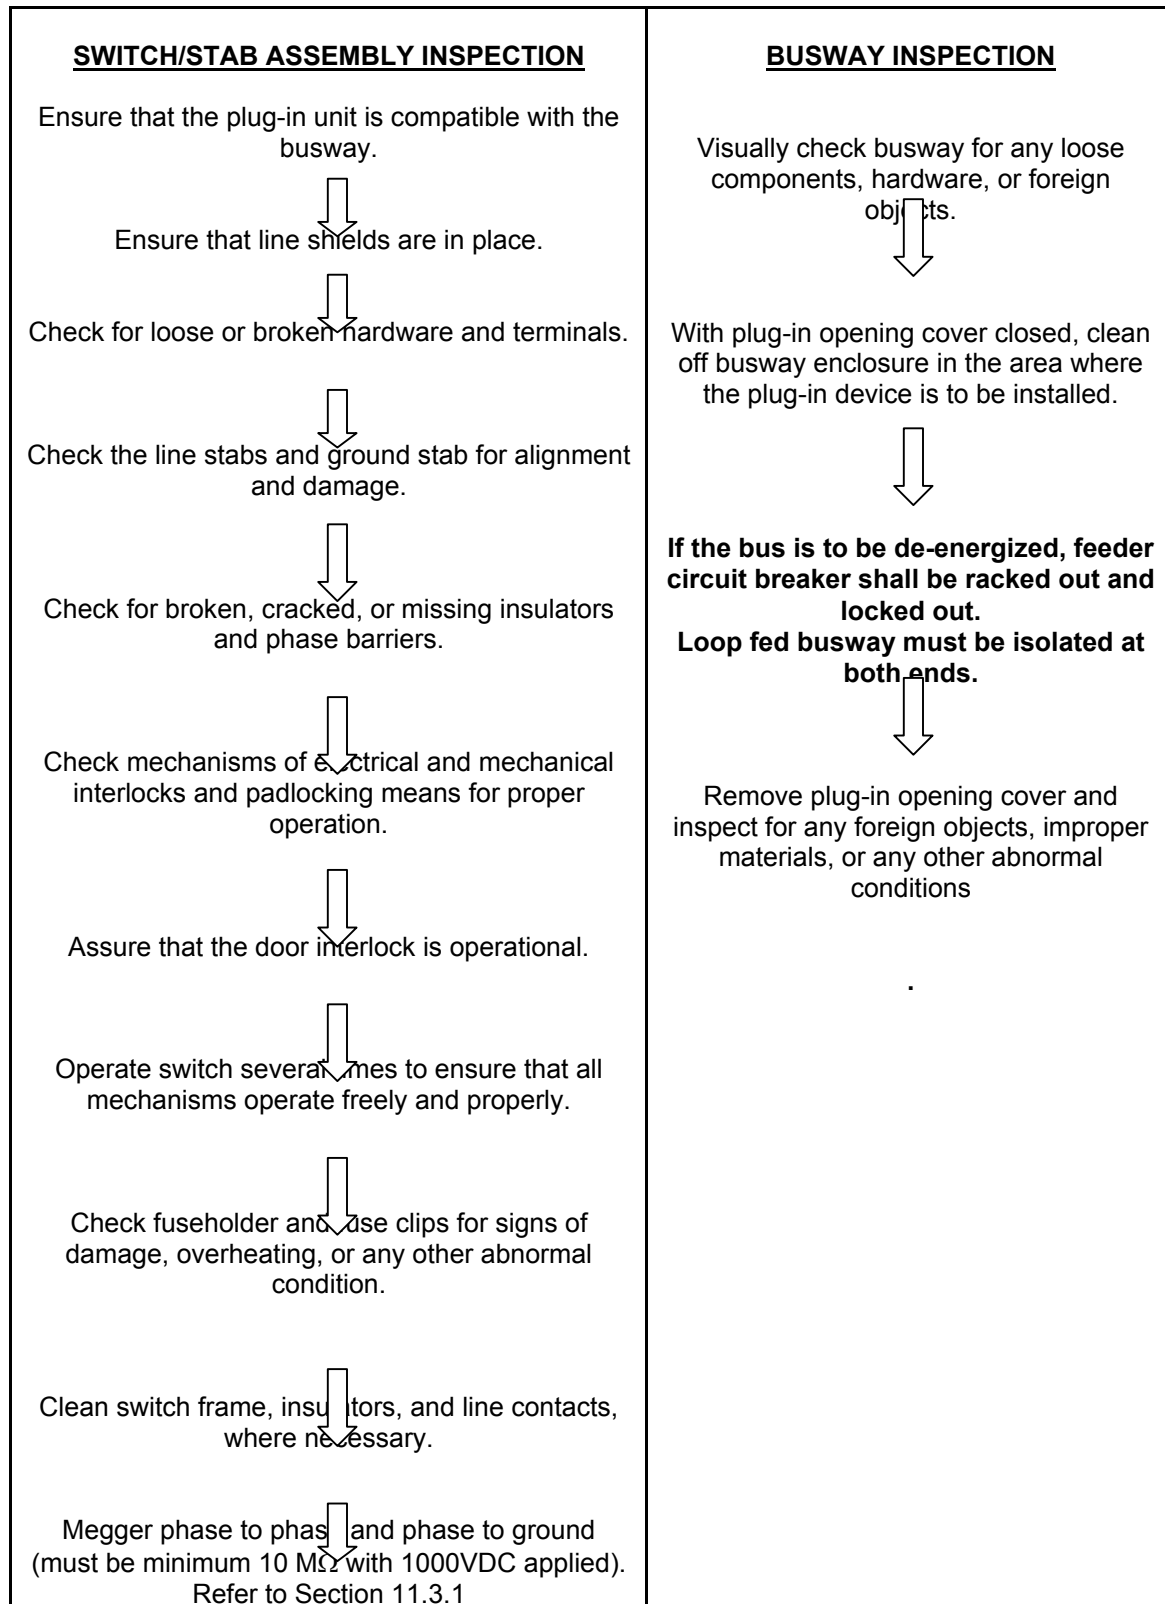 SWITCH/STAB ASSEMBLY INSPECTION
Ensure that the plug-in unit is compatible with the
busway.
Ensure that line shields are in place.
Check for loose or broken hardware and terminals.
Check the line stabs and ground stab for alignment
and damage.
Check for broken, cracked, or missing insulators
and phase barriers.
Check mechanisms of electrical and mechanical
interlocks and padlocking means for proper
operation.
Assure that the door interlock is operational.
Operate switch several times to ensure that all
mechanisms operate freely and properly.
Check fuseholder and fuse clips for signs of
damage, overheating, or any other abnormal
condition.
Clean switch frame, insulators, and line contacts,
where necessary.
Megger phase to phase and phase to ground
(must be minimum 10 MΩ with 1000VDC applied).
Refer to Section 11.3.1
BUSWAY INSPECTION
Visually check busway for any loose
components, hardware, or foreign
objects.
With plug-in opening cover closed, clean
off busway enclosure in the area where
the plug-in device is to be installed.
If the bus is to be de-energized, feeder
circuit breaker shall be racked out and
locked out.
Loop fed busway must be isolated at
both ends.
Remove plug-in opening cover and
inspect for any foreign objects, improper
materials, or any other abnormal
conditions
.